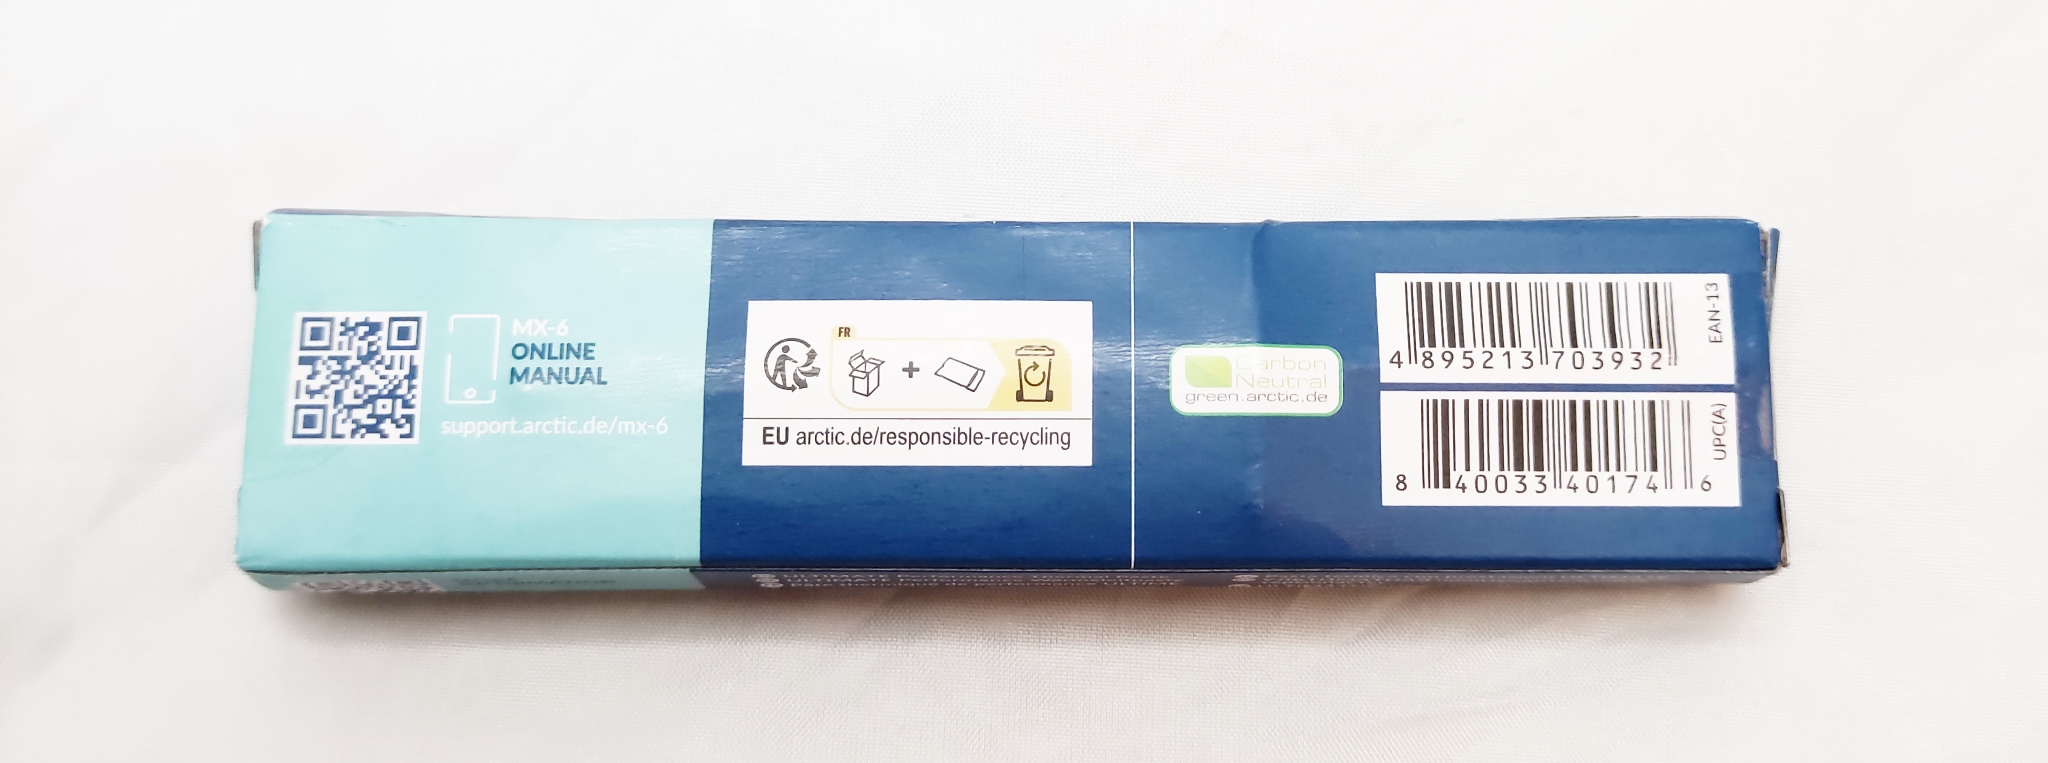 MX-6
ONLINE
MANUAL
support.arctic.de/mx-6
FR
+
EU arctic.de/responsible-recycling
Carbon
Neutral
green.arctic.de
4 895213 703932
EAN-13
8 40033 40174 6
UPC(A)